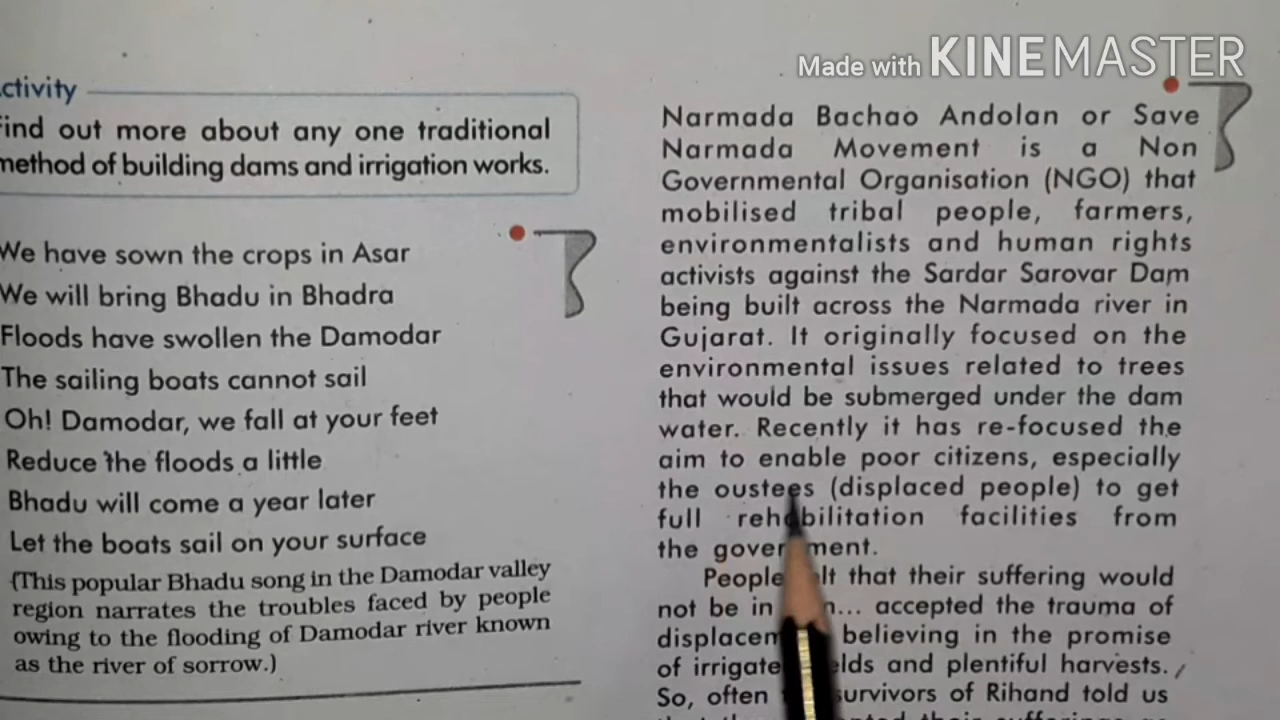 Made with KINEMASTER
ctivity
Find out more about any one traditional
method of building dams and irrigation works.
We have sown the crops in Asar
We will bring Bhadu in Bhadra
Floods have swollen the Damodar
The sailing boats cannot sail
Oh! Damodar, we fall at your feet
Reduce the floods a little
Bhadu will come a year later
Let the boats sail on your surface
(This popular Bhadu song in the Damodar valley
region narrates the troubles faced by people
owing to the flooding of Damodar river known
as the river of sorrow.)
Narmada Bachao Andolan or Save
Narmada Movement is a Non
Governmental Organisation (NGO) that
mobilised tribal people, farmers,
environmentalists and human rights
activists against the Sardar Sarovar Dam
being built across the Narmada river in
Gujarat. It originally focused on the
environmental issues related to trees
that would be submerged under the dam
water. Recently it has re-focused the
aim to enable poor citizens, especially
the oustees (displaced people) to get
full rehabilitation facilities from
the government.
People that their suffering would
not be in ... accepted the trauma of
believing in the promise
of and plentiful harvests.
So, often survivors of Rihand told us